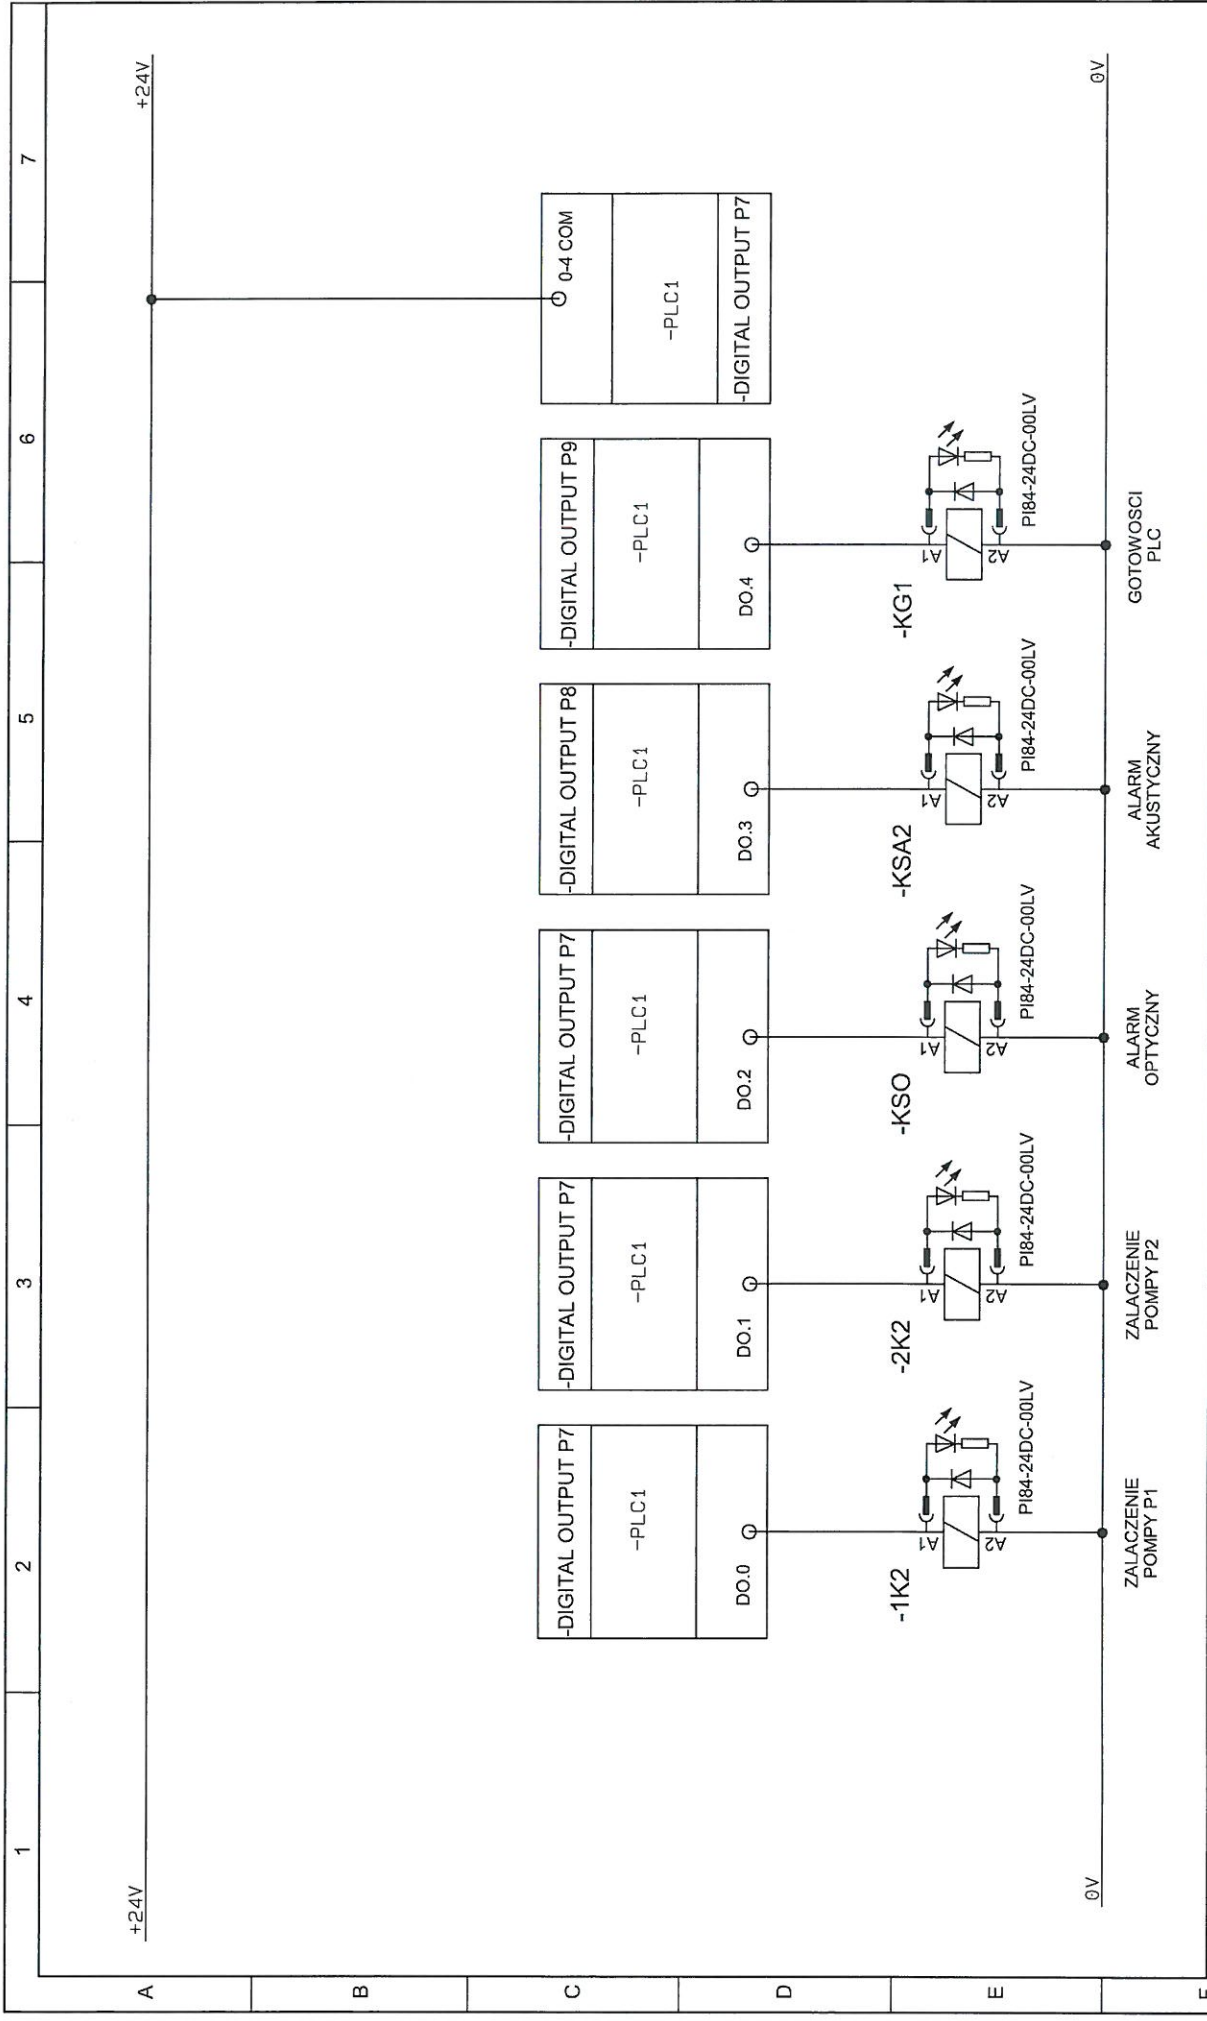 1
2
3
4
5
6
7
A
B
C
D
E
+24V
+24V
-DIGITAL OUTPUT P7
-PLC1
DO.0
-DIGITAL OUTPUT P7
-PLC1
DO.1
-DIGITAL OUTPUT P7
-PLC1
DO.2
-DIGITAL OUTPUT P8
-PLC1
DO.3
-DIGITAL OUTPUT P9
-PLC1
DO.4
0-4 COM
-PLC1
-DIGITAL OUTPUT P7
-1K2
A1
A2
PI84-24DC-00LV
-2K2
A1
A2
PI84-24DC-00LV
-KSO
A1
A2
PI84-24DC-00LV
-KSA2
A1
A2
PI84-24DC-00LV
-KG1
A1
A2
PI84-24DC-00LV
0V
0V
ZALACZENIE
POMPY P1
ZALACZENIE
POMPY P2
ALARM
OPTYCZNY
ALARM
AKUSTYCZNY
GOTOWOSCI
PLC